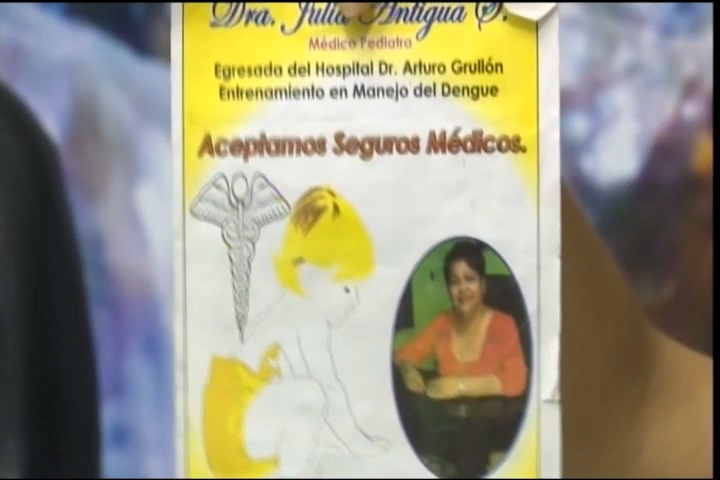 Dra. Julia Antigua S.
Médico Pediatra
Egresada del Hospital Dr. Arturo Grullón
Entrenamiento en Manejo del Dengue
Aceptamos Seguros Médicos.